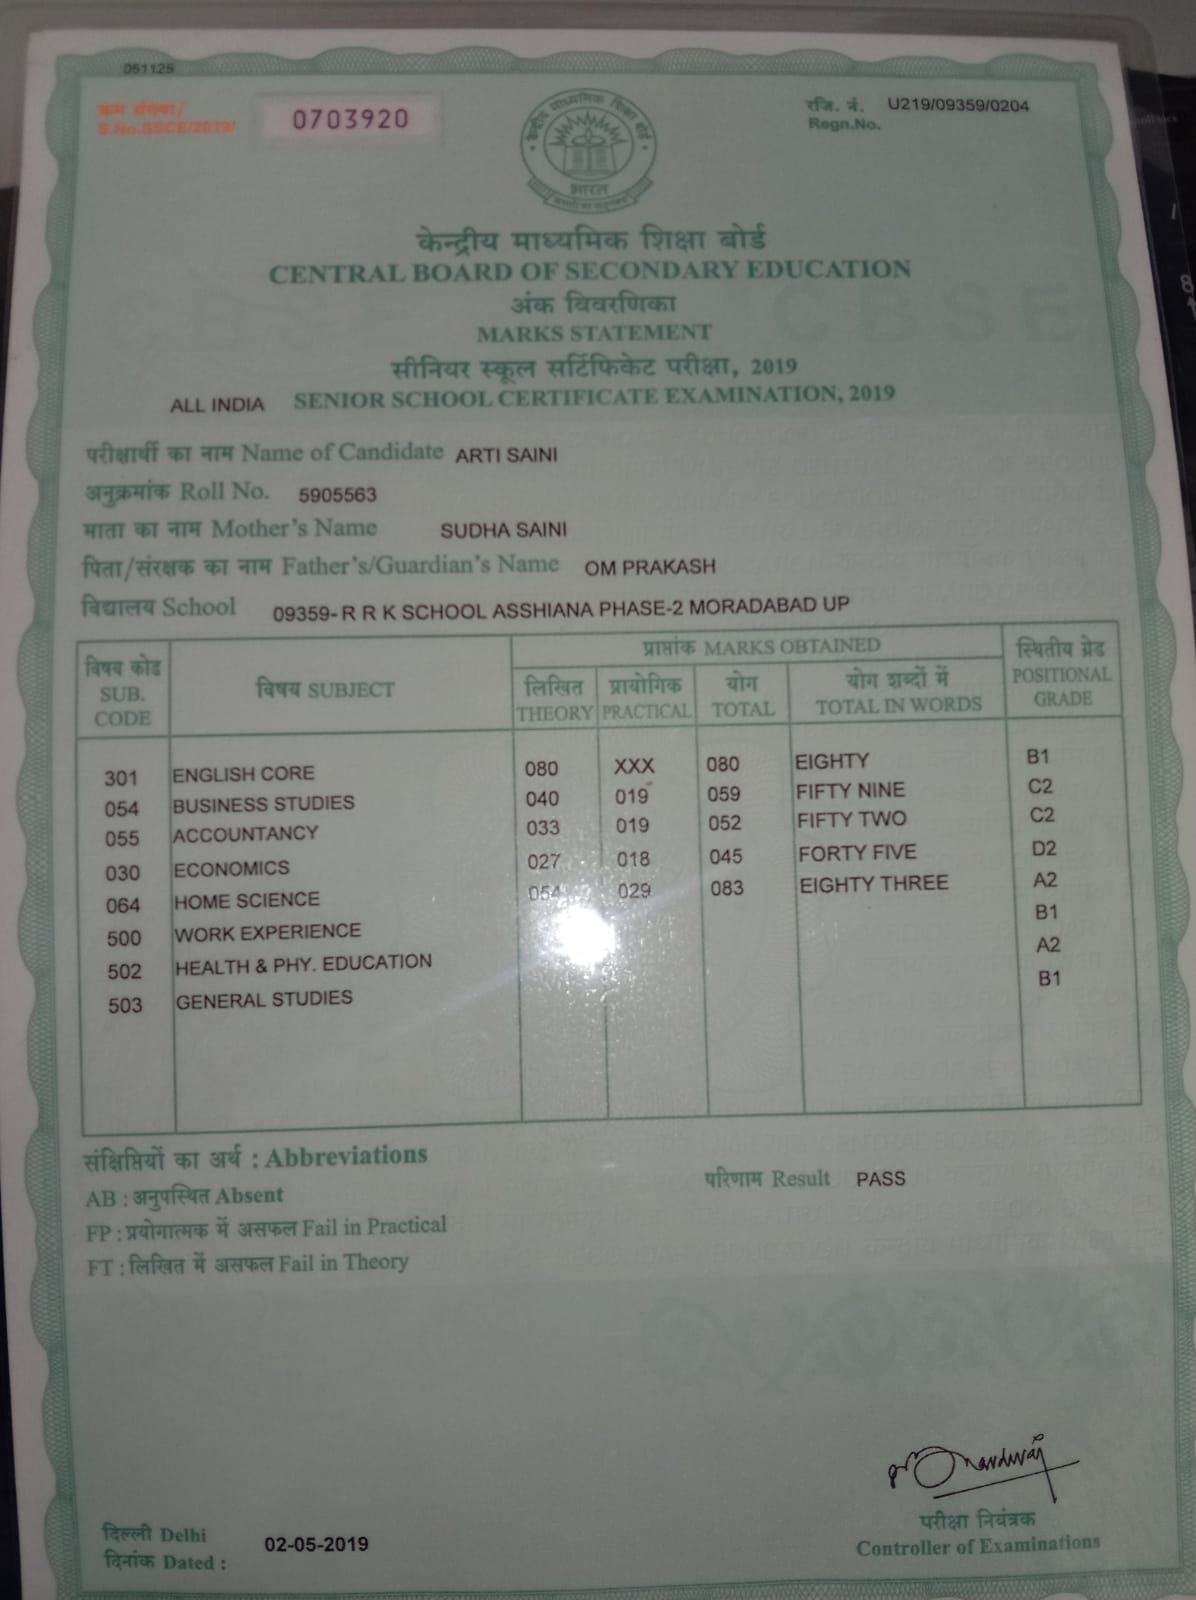 051125
क्रम संख्या/
S.No.SSCE/2019/
0703920
रजि. नं. U219/09359/0204
Regn.No.
केन्द्रीय माध्यमिक शिक्षा बोर्ड
भारत
केन्द्रीय माध्यमिक शिक्षा बोर्ड
CENTRAL BOARD OF SECONDARY EDUCATION
अंक विवरणिका
CBSE
MARKS STATEMENT
सीनियर स्कूल सर्टिफिकेट परीक्षा, 2019
ALL INDIA SENIOR SCHOOL CERTIFICATE EXAMINATION, 2019
परीक्षार्थी का नाम Name of Candidate ARTI SAINI
अनुक्रमांक Roll No. 5905563
माता का नाम Mother's Name SUDHA SAINI
पिता/संरक्षक का नाम Father's/Guardian's Name OM PRAKASH
विद्यालय School 09359- R R K SCHOOL ASSHIANA PHASE-2 MORADABAD UP
विषय कोड
SUB.
CODE
विषय SUBJECT
प्राप्तांक MARKS OBTAINED
लिखित
THEORY
प्रायोगिक
PRACTICAL
योग
TOTAL
योग शब्दों में
TOTAL IN WORDS
स्थितीय ग्रेड
POSITIONAL
GRADE
301 ENGLISH CORE 080 XXX 080 EIGHTY B1
054 BUSINESS STUDIES 040 019 059 FIFTY NINE C2
055 ACCOUNTANCY 033 019 052 FIFTY TWO C2
030 ECONOMICS 027 018 045 FORTY FIVE D2
064 HOME SCIENCE 054 029 083 EIGHTY THREE A2
500 WORK EXPERIENCE B1
502 HEALTH & PHY. EDUCATION A2
503 GENERAL STUDIES B1
संक्षिप्तियों का अर्थ : Abbreviations
AB : अनुपस्थित Absent
परिणाम Result PASS
FP : प्रयोगात्मक में असफल Fail in Practical
FT : लिखित में असफल Fail in Theory
परीक्षा नियंत्रक
Controller of Examinations
दिल्ली Delhi
दिनांक Dated : 02-05-2019